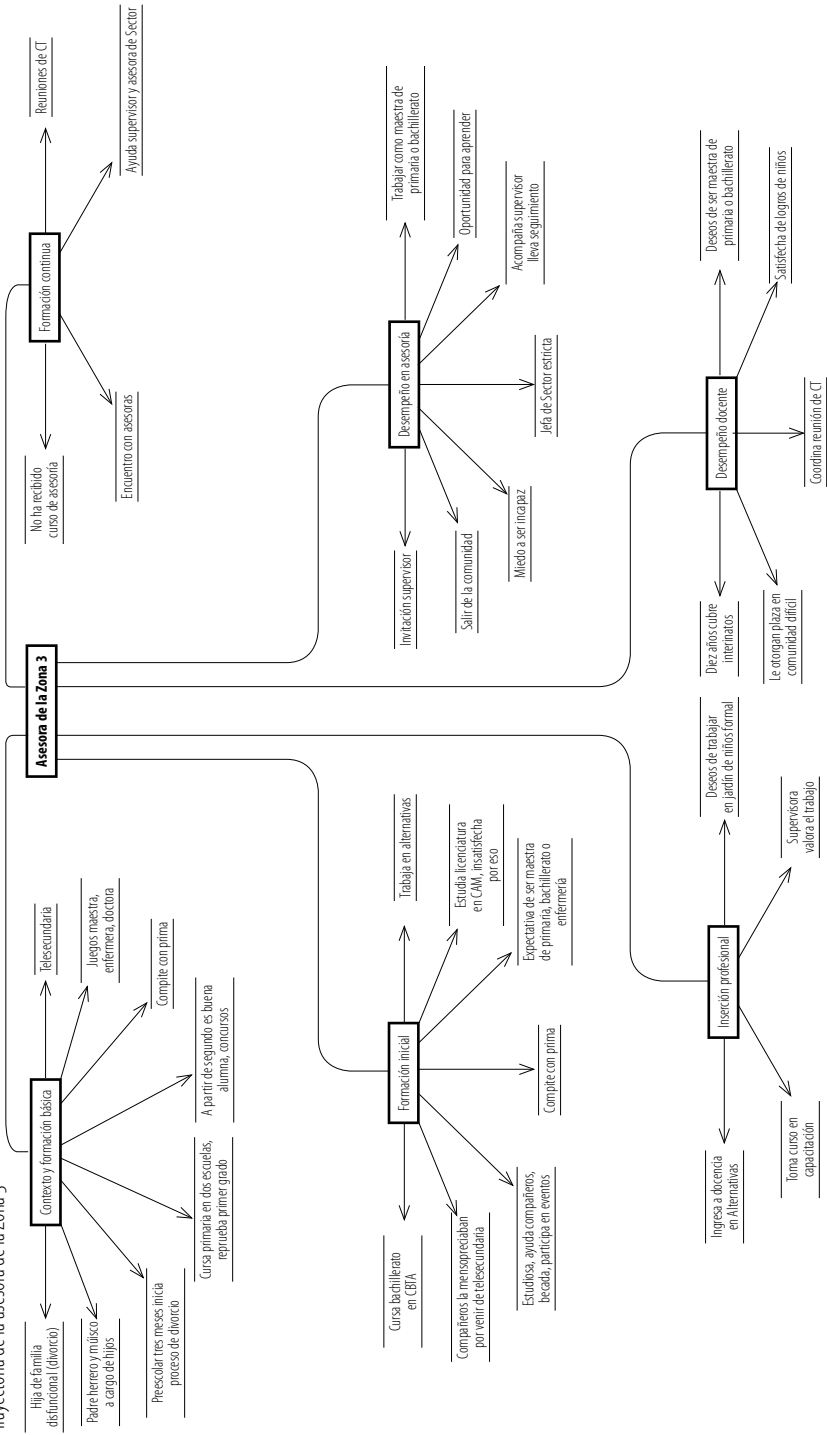 Trayectoria de la asesora de la Zona 3
Asesora de la Zona 3
Contexto y formación básica
Hija de familia
disfuncional (divorcio)
Padre herrero y múisco
a cargo de hijos
Preescolar tres meses inicia
proceso de divorcio
Cursa primaria en dos escuelas,
reprueba primer grado
A partir de segundo es buena
alumna, concursos
Compite con prima
Juegos maestra,
enfermera, doctora
Telesecundaria
Formación continua
No ha recibido
curso de asesoría
Encuentro con asesoras
Ayuda supervisor y asesora de Sector
Reuniones de CT
Formación inicial
Cursa bachillerato
en CBTA
Compañeros la mensopreciaban
por venir de telesecundaria
Estudiosa, ayuda compañeros,
becada, participa en eventos
Compite con prima
Expectativa de ser maestra
de primaria, bachillerato o
enfermería
Estudia licenciatura
en CAM, insatisfecha
por eso
Trabaja en alternativas
Desempeño en asesoría
Invitación supervisor
Salir de la comunidad
Miedo a ser incapaz
Jefa de Sector estricta
Acompaña supervisor
lleva seguimiento
Oportunidad para aprender
Trabajar como maestra de
primaria o bachillerato
Inserción profesional
Ingresa a docencia
en Alternativas
Toma curso en
capacitación
Supervisora
valora el trabajo
Deseos de trabajar
en jardín de niños formal
Desempeño docente
Diez años cubre
interinatos
Le otorgan plaza en
comunidad difícil
Coordina reunión de CT
Satisfecha de logros de niños
Deseos de ser maestra de
primaria o bachillerato